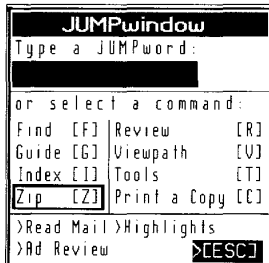 JUMPwindow
Type a JUMPword:
or select a command:
Find [F] Review [R]
Guide [G] Viewpath [V]
Index [I] Tools [T]
Zip [Z] Print a Copy [C]
>Read Mail >Highlights
>Ad Review >[ESC]